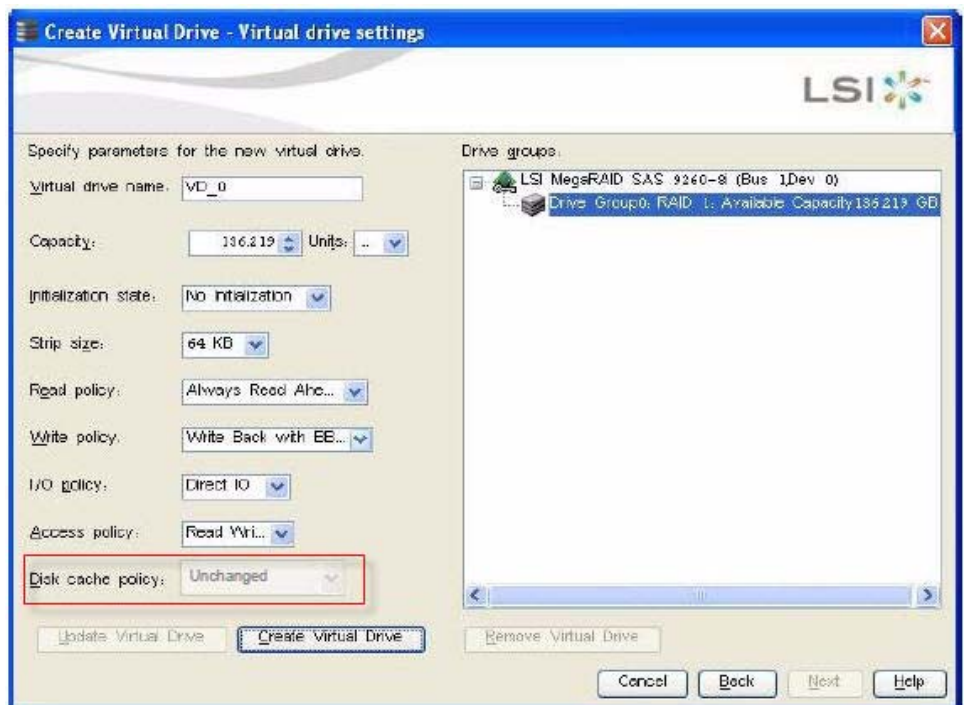 Create Virtual Drive - Virtual drive settings
LSI
Specify parameters for the new virtual drive.
Virtual drive name: VD_0
Capacity: 136.219 Units: ..
Initialization state: No Initialization
Strip size: 64 KB
Read policy: Always Read Ahe...
Write policy: Write Back with BB...
I/O policy: Direct IO
Access policy: Read Wri...
Disk cache policy: Unchanged
Update Virtual Drive Create Virtual Drive
Drive groups:
LSI MegaRAID SAS 9260-8i (Bus 1,Dev 0)
Drive Group0: RAID 1: Available Capacity136.219 GB
Remove Virtual Drive
Cancel Back Next Help